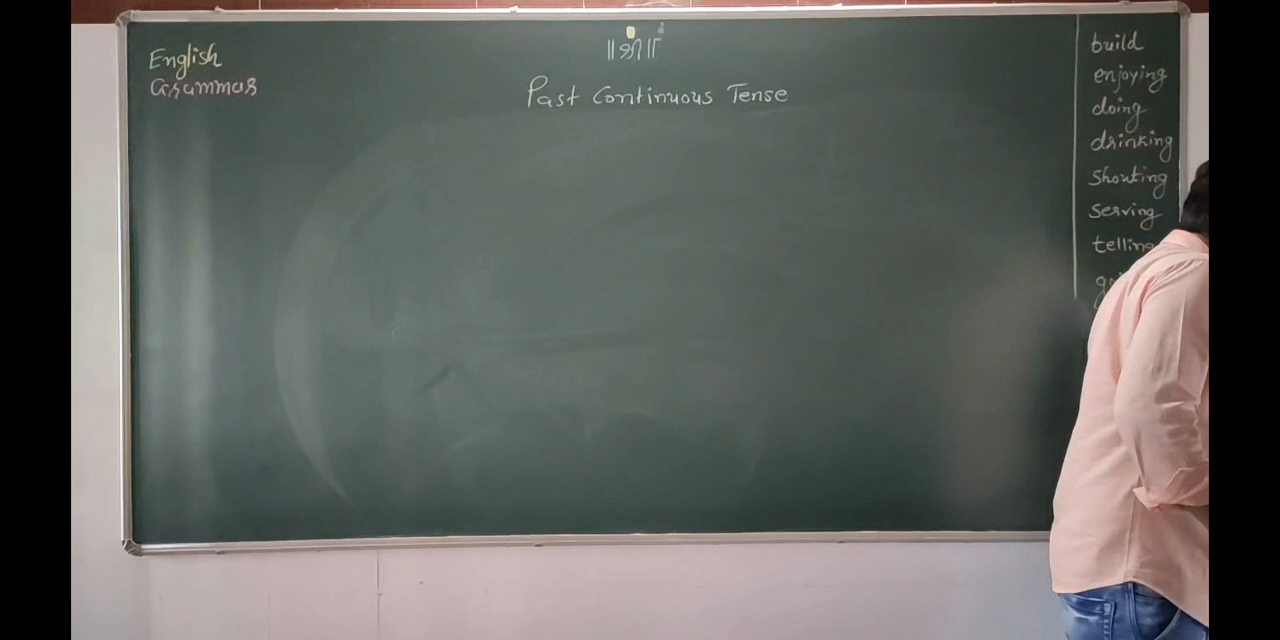 English
Grammar
॥ श्री ॥
Past Continuous Tense
build
enjoying
doing
drinking
shouting
serving
telling